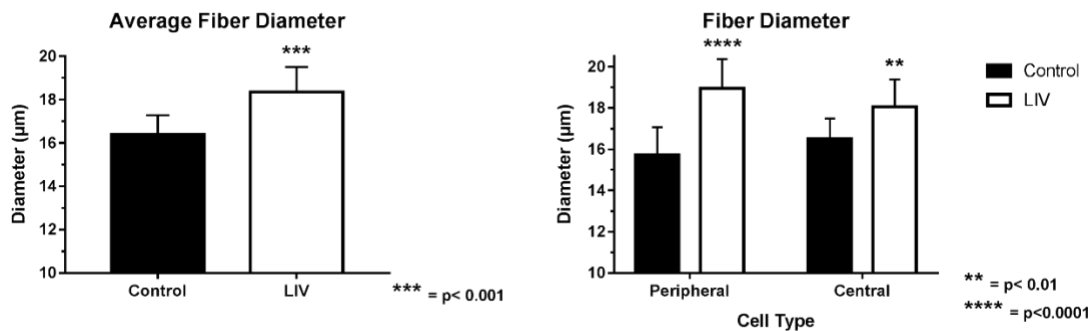 Average Fiber Diameter
Diameter (µm)
20
18
16
14
12
10
***
Control
LIV
*** = p< 0.001
Fiber Diameter
Diameter (µm)
20
18
16
14
12
10
****
**
Peripheral
Central
Cell Type
Control
LIV
** = p< 0.01
**** = p<0.0001